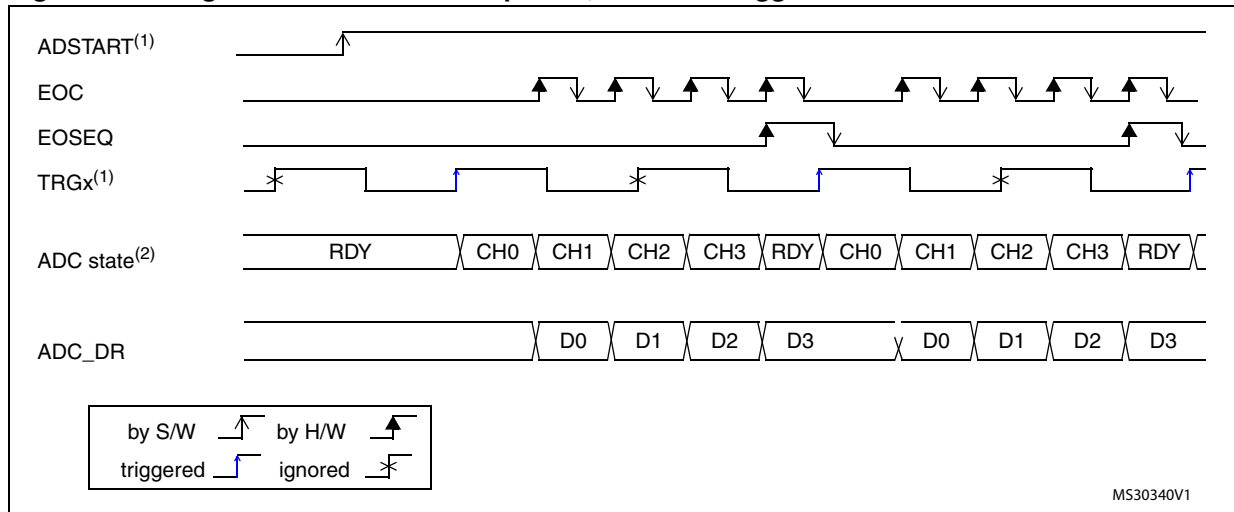 ADSTART(1)
EOC
EOSEQ
TRGx(1)
ADC state(2) RDY CH0 CH1 CH2 CH3 RDY CH0 CH1 CH2 CH3 RDY
ADC_DR D0 D1 D2 D3 D0 D1 D2 D3
by S/W by H/W
triggered ignored
MS30340V1